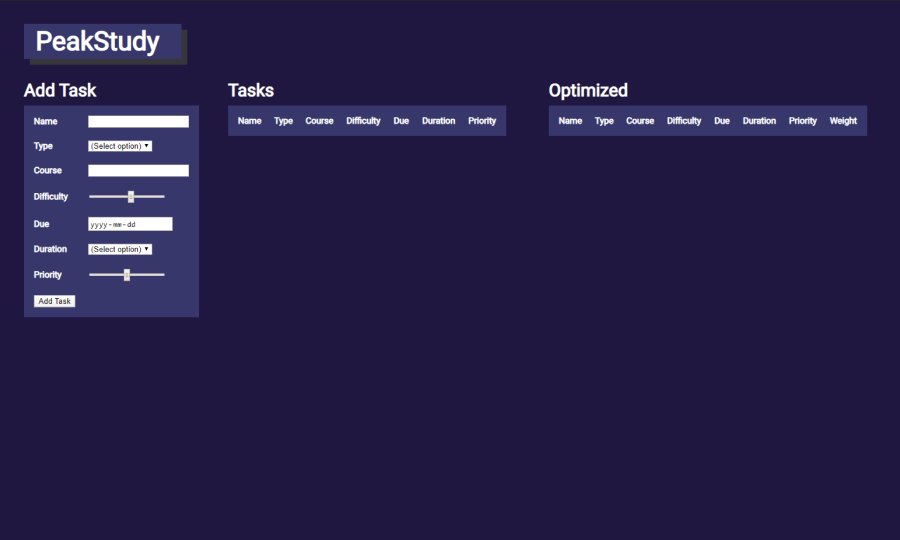 PeakStudy
Add Task
Name
Type (Select option)
Course
Difficulty
Due yyyy-mm-dd
Duration (Select option)
Priority
Add Task
Tasks
Name Type Course Difficulty Due Duration Priority
Optimized
Name Type Course Difficulty Due Duration Priority Weight